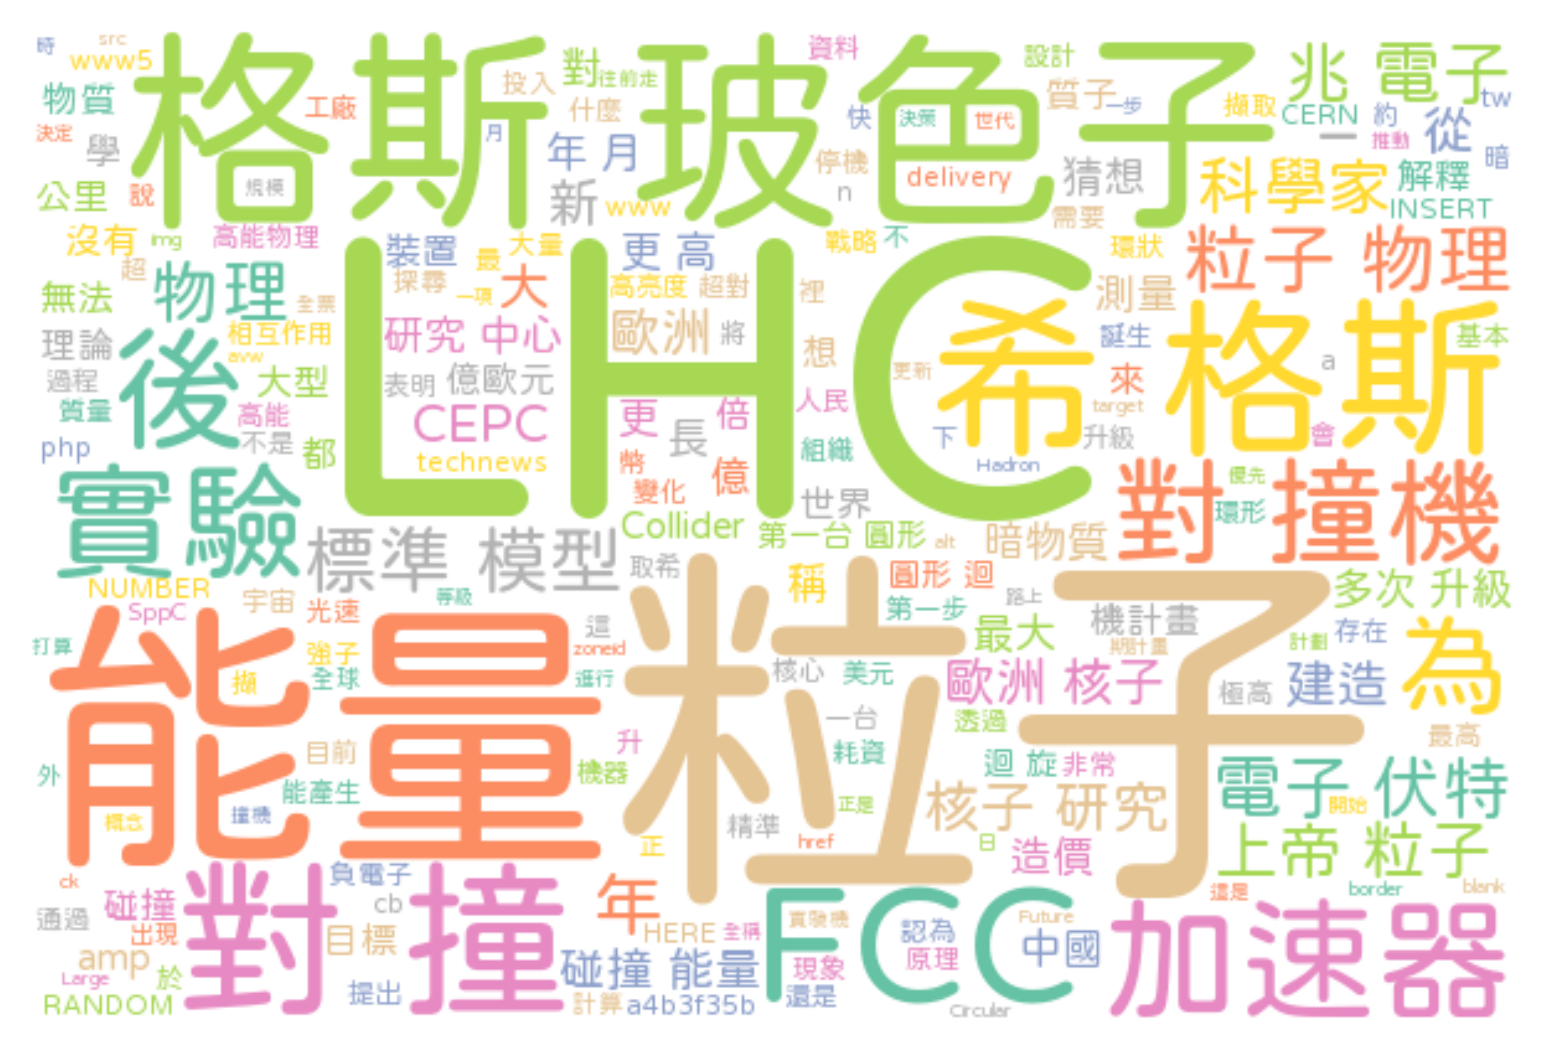 時
src
www5
格斯玻色子
投入
對
往前走
資料
設計
兆 電子
物質
工廠
什麼
質子
一步
擷取
CERN
約
tw
決定
學
月
年 月
快
決策
世代
一
推動
從
暗
公里
說
規模
新
www
停機
n
delivery
猜想
需要
科學家
解釋
INSERT
沒有
img
高能物理
裝置
最
大量
更 高
戰略
不
環狀
粒子 物理
超
物理
全票
LHC
探尋
一項
大
高亮度
超對
裡
希格斯
測量
無法
相互作用
研究 中心
歐洲
將
想
誕生
基本
理論
avw
後
過程
大型
表明
億歐元
更新
來
a
質量
高能
CEPC
更
倍
人民
target
php
不是
都
technews
長
組織
下
升級
會
幣
億
變化
Hadron
對撞機
優先
實驗
世界
環形
標準 模型
Collider
第一台 圓形
alt
暗物質
取希
NUMBER
SppC
宇宙
光速
等級
稱
圓形 迴
多次 升級
第一步
路上
打算
能量
強子
這
zoneid
粒子
最大
機計畫
期計畫
計劃
存在
為
擷
全球
進行
核心
美元
歐洲 核子
極高
建造
一台
透過
最高
目前
升
耗資
迴 旋
非常
外
能產生
機器
電子 伏特
概念
撞機
精準
正是
核子 研究
開始
正
href
日
造價
上帝 粒子
ck
對撞
負電子
年
FCC
這是
border
blank
碰撞
cb
實發機
認為
Future
加速器
通過
出現
目標
HERE
全稱
原理
中國
amp
碰撞 能量
現象
Large
於
提出
還是
RANDOM
計算
a4b3f35b
Circular